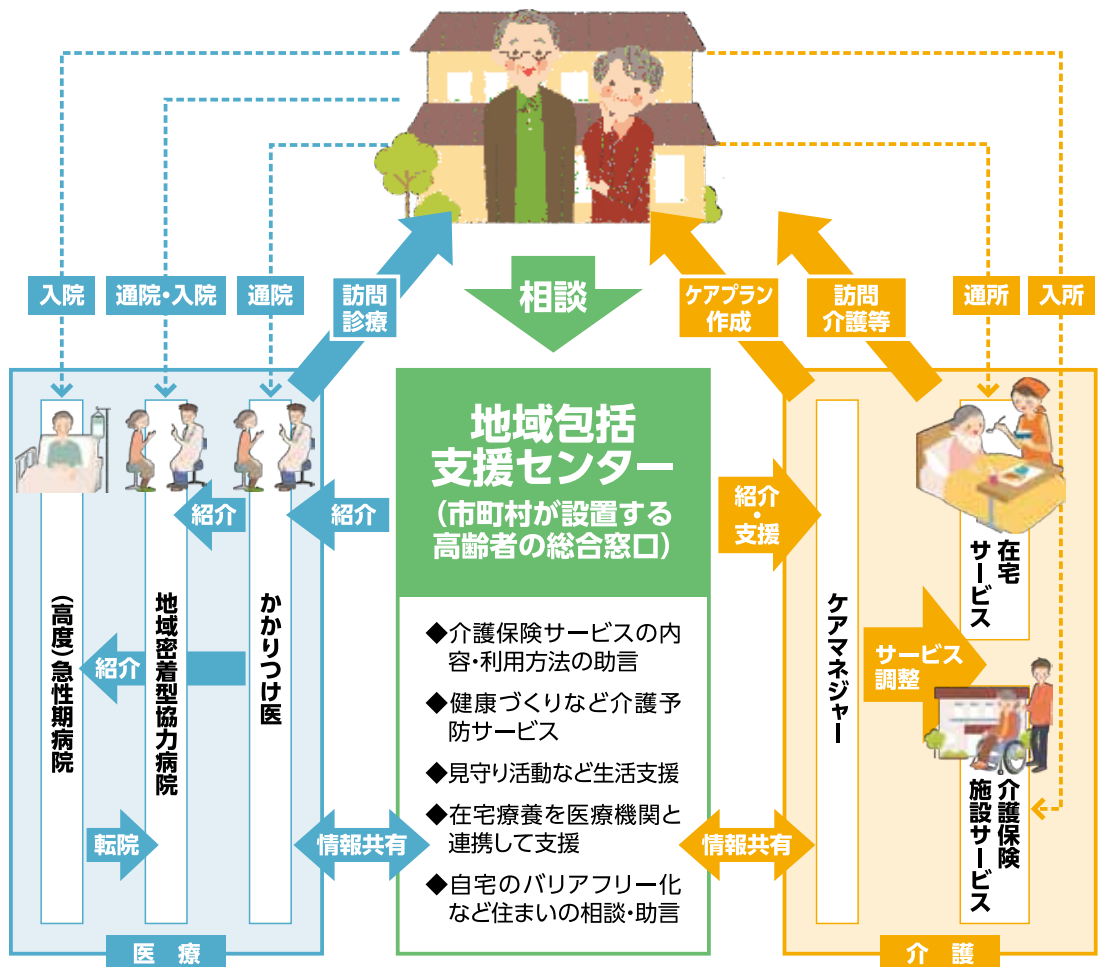 入院
通院・入院
通院
訪問
診療
相談
ケアプラン
作成
訪問
介護等
通所
入所
地域包括
支援センター
（市町村が設置する
高齢者の総合窓口）
紹介
紹介
紹介
・
支援
（高度）急性期病院
地域密着型協力病院
かかりつけ医
紹介
転院
情報共有
◆介護保険サービスの内
容・利用方法の助言
◆健康づくりなど介護予
防サービス
◆見守り活動など生活支援
◆在宅療養を医療機関と
連携して支援
◆自宅のバリアフリー化
など住まいの相談・助言
情報共有
ケアマネジャー
サービス
調整
在宅
サービス
介護保険
施設サービス
医 療
介 護